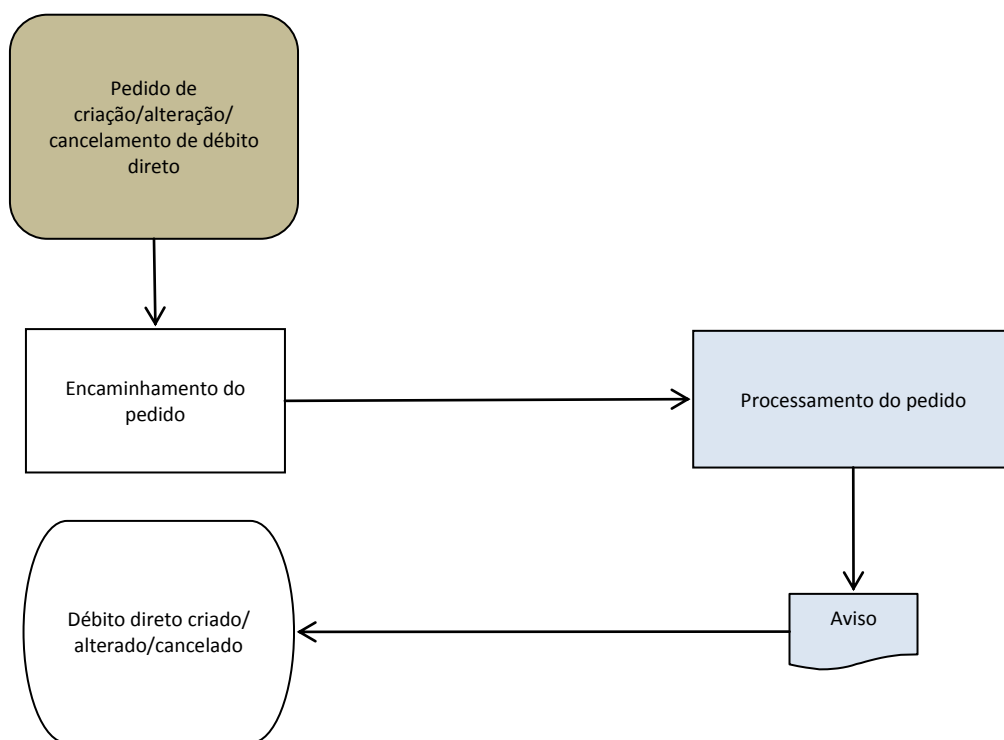 Pedido de
criação/alteração/
cancelamento de débito
direto
Encaminhamento do
pedido
Processamento do pedido
Débito direto criado/
alterado/cancelado
Aviso